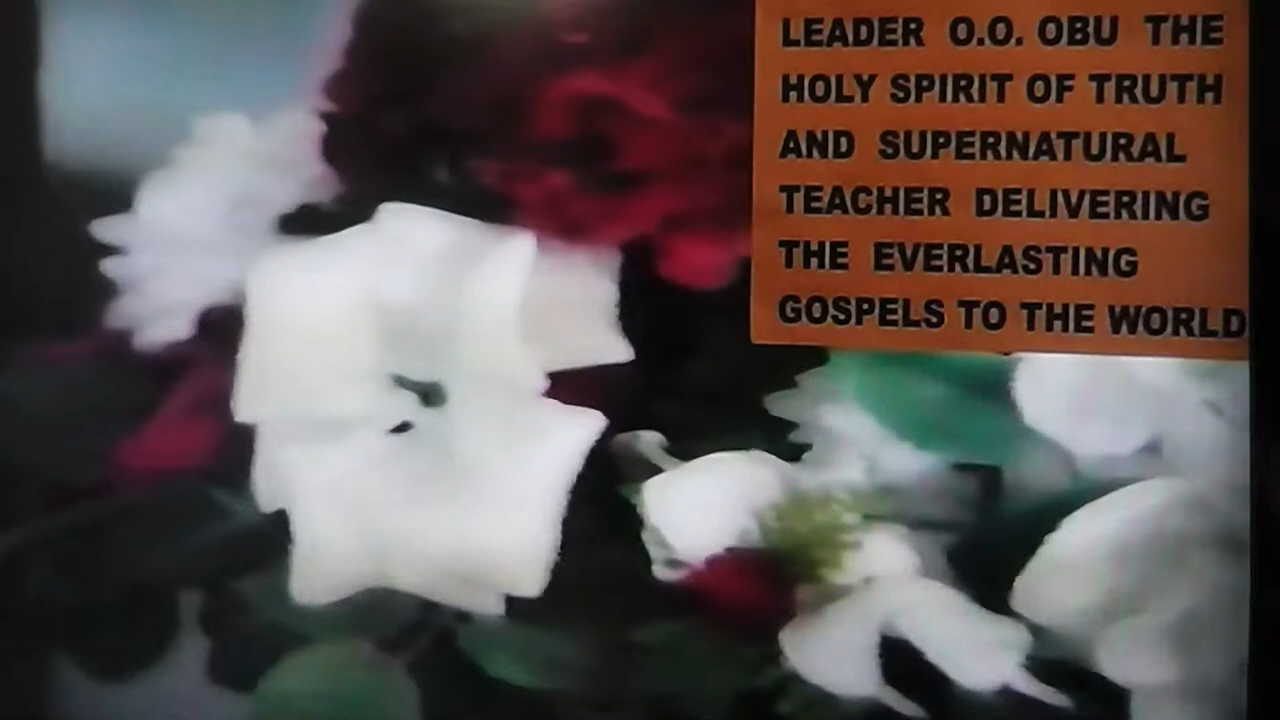 LEADER O.O. OBU THE
HOLY SPIRIT OF TRUTH
AND SUPERNATURAL
TEACHER DELIVERING
THE EVERLASTING
GOSPELS TO THE WORLD